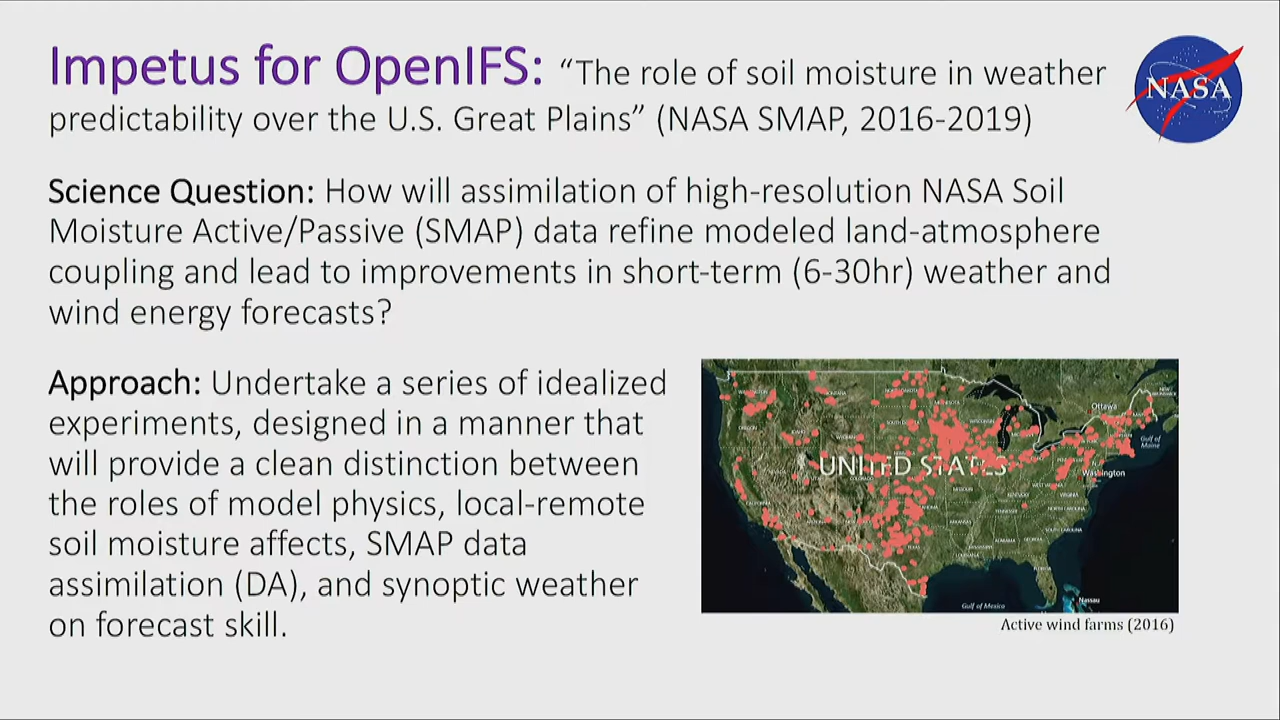 Impetus for OpenIFS: “The role of soil moisture in weather
predictability over the U.S. Great Plains” (NASA SMAP, 2016-2019)
NASA
Science Question: How will assimilation of high-resolution NASA Soil
Moisture Active/Passive (SMAP) data refine modeled land-atmosphere
coupling and lead to improvements in short-term (6-30hr) weather and
wind energy forecasts?
Approach: Undertake a series of idealized
experiments, designed in a manner that
will provide a clean distinction between
the roles of model physics, local-remote
soil moisture affects, SMAP data
assimilation (DA), and synoptic weather
on forecast skill.
Ottawa
Gulf of
Maine
UNITED STATES
Washington
Gulf of Mexico
Nassau
Active wind farms (2016)